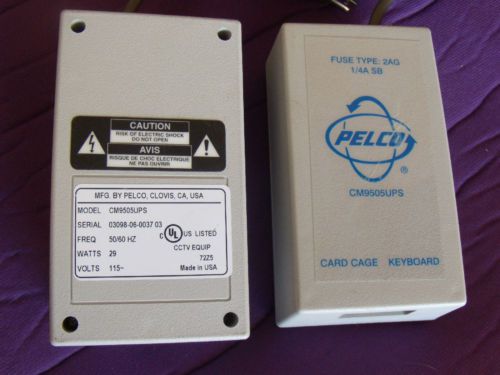 CAUTION
RISK OF ELECTRIC SHOCK
DO NOT OPEN
AVIS
RISQUE DE CHOC ELECTRIQUE
NE PAS OUVRIR
MFG. BY PELCO, CLOVIS, CA, USA
MODEL CM9505UPS
SERIAL 03098-06-0037 03
FREQ 50/60 HZ
C UL US LISTED
CCTV EQUIP
WATTS 29
72Z5
VOLTS 115~
Made in USA
FUSE TYPE: 2AG
1/4A SB
PELCO
CM9505UPS
CARD CAGE KEYBOARD